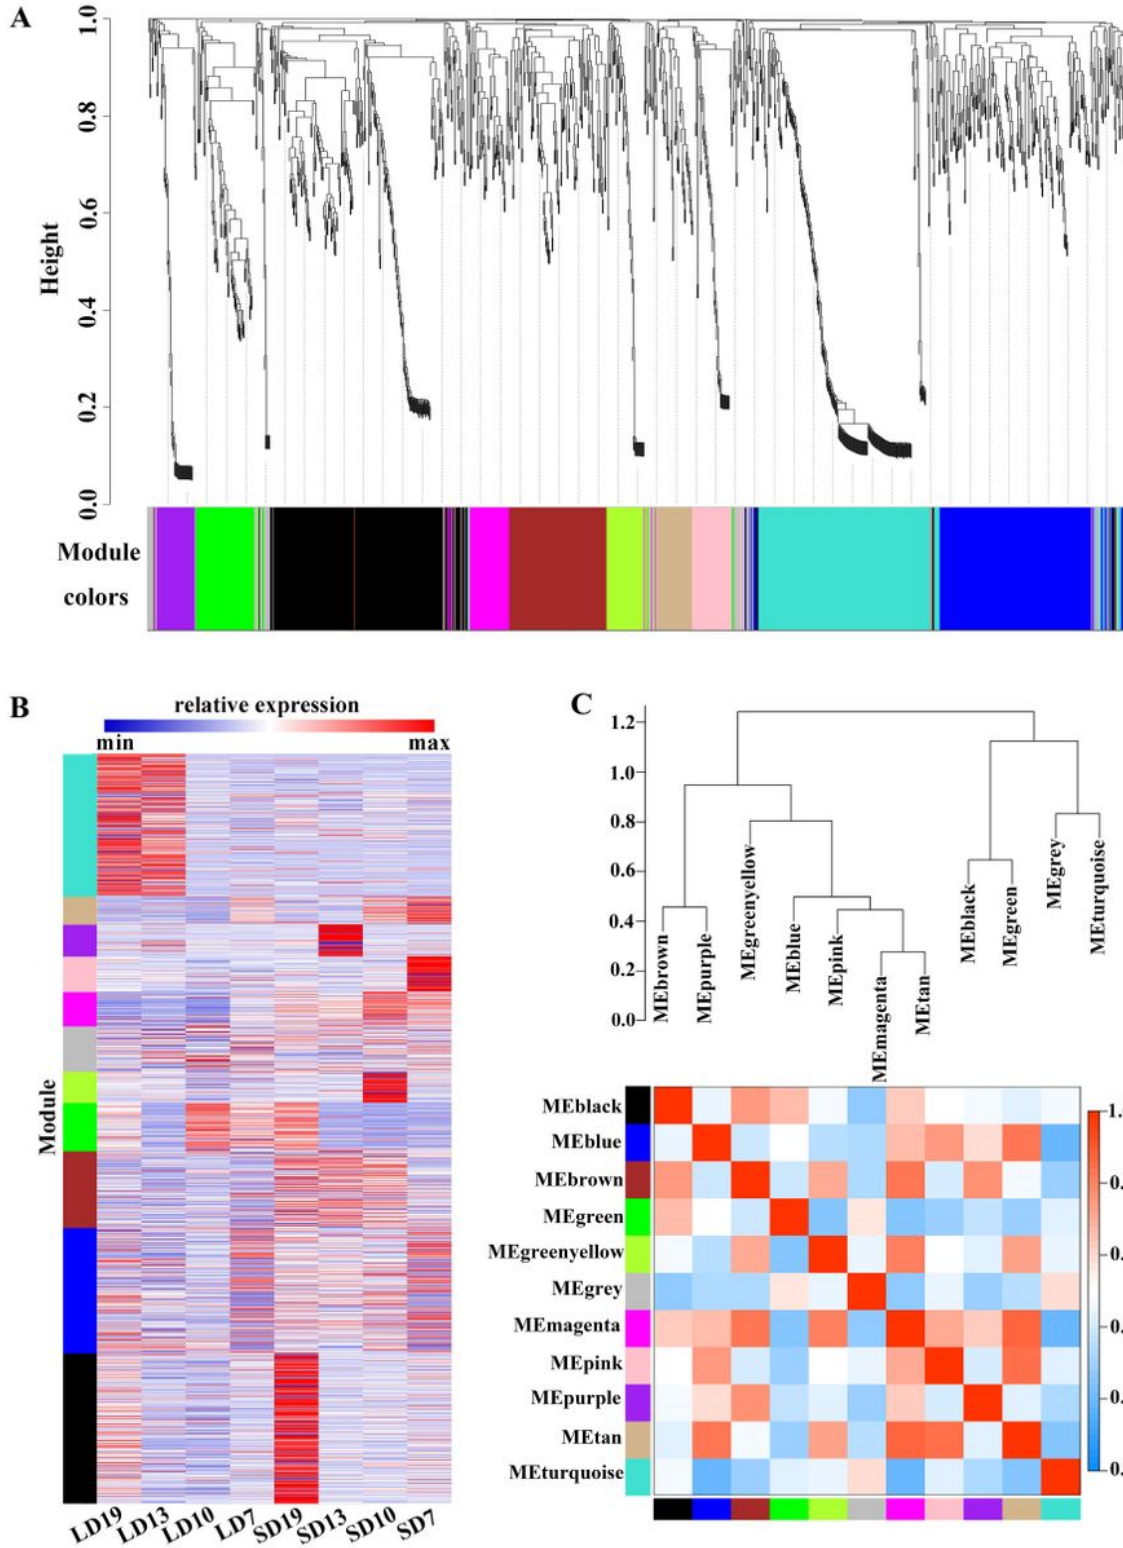 A
Height
1.0
0.8
0.6
0.4
0.2
0.0
Module
colors
B
relative expression
min
max
Module
LD19
LD13
LD10
LD7
SD19
SD13
SD10
SD7
C
1.2
1.0
0.8
0.6
0.4
0.2
0.0
MEbrown
MEpurple
MEgreenyellow
MEblue
MEpink
MEmagenta
MEtan
MEblack
MEgreen
MEgrey
MEturquoise
MEblack
MEblue
MEbrown
MEgreen
MEgreenyellow
MEgrey
MEmagenta
MEpink
MEpurple
MEtan
MEturquoise